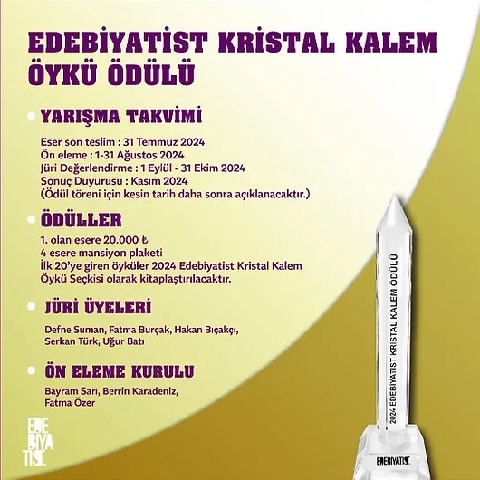 EDEBİYATİST KRİSTAL KALEM
ÖYKÜ ÖDÜLÜ
YARIŞMA TAKVİMİ
Eser son teslim : 31 Temmuz 2024
Ön eleme : 1-31 Ağustos 2024
Jüri Değerlendirme : 1 Eylül - 31 Ekim 2024
Sonuç Duyurusu : Kasım 2024
(Ödül töreni için kesin tarih daha sonra açıklanacaktır.)
ÖDÜLLER
1. olan esere 20.000 ₺
4 esere mansiyon plaketi
İlk 20'ye giren öyküler 2024 Edebiyatist Kristal Kalem
Öykü Seçkisi olarak kitaplaştırılacaktır.
JÜRİ ÜYELERİ
Defne Suman, Fatma Burçak, Hakan Bıçakçı,
Serkan Türk, Uğur Batı
ÖN ELEME KURULU
Bayram Sarı, Berrin Karadeniz,
Fatma Özer
2024 EDEBİYATİST KRİSTAL KALEM ÖDÜLÜ
EDEBİYATİST
EDE
BİYA
TİST